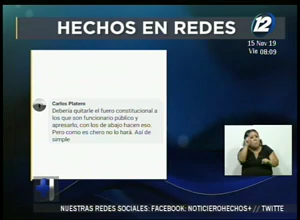 HECHOS EN REDES
12
15 Nov 19
Vie 08:09
Carlos Platero
Debería quitarle el fuero constitucional a
los que son funcionario público y
apresarlo, con los de abajo hacen eso.
Pero como es chero no lo hará. Así de
simple
NUESTRAS REDES SOCIALES: FACEBOOK: NOTICIEROHECHOS+ // TWITTE